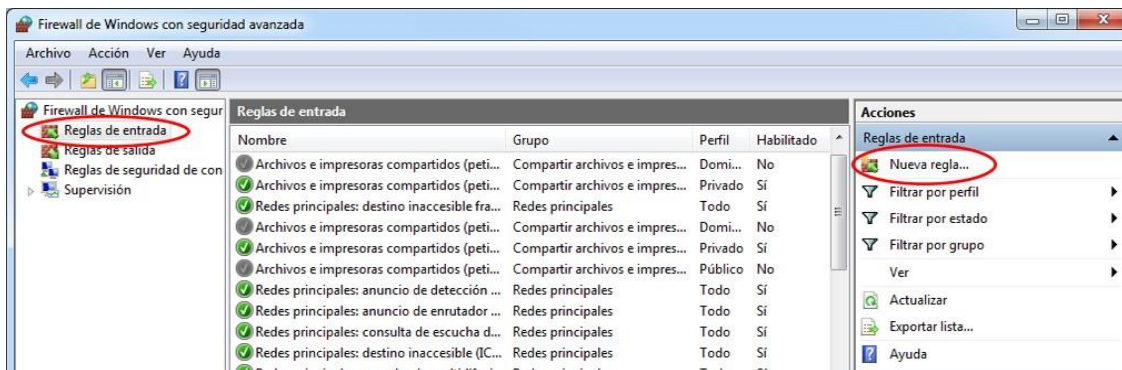 Firewall de Windows con seguridad avanzada
Archivo Acción Ver Ayuda
Firewall de Windows con segur
Reglas de entrada
Reglas de salida
Reglas de seguridad de con
Supervisión
Reglas de entrada
Nombre Grupo Perfil Habilitado
Archivos e impresoras compartidos (peti... Compartir archivos e impres... Domi... No
Archivos e impresoras compartidos (peti... Compartir archivos e impres... Privado Sí
Redes principales: destino inaccesible fra... Redes principales Todo Sí
Archivos e impresoras compartidos (peti... Compartir archivos e impres... Domi... No
Archivos e impresoras compartidos (peti... Compartir archivos e impres... Privado Sí
Archivos e impresoras compartidos (peti... Compartir archivos e impres... Público No
Redes principales: anuncio de detección ... Redes principales Todo Sí
Redes principales: anuncio de enrutador ... Redes principales Todo Sí
Redes principales: consulta de escucha d... Redes principales Todo Sí
Redes principales: destino inaccesible (IC... Redes principales Todo Sí
Acciones
Reglas de entrada
Nueva regla...
Filtrar por perfil
Filtrar por estado
Filtrar por grupo
Ver
Actualizar
Exportar lista...
Ayuda